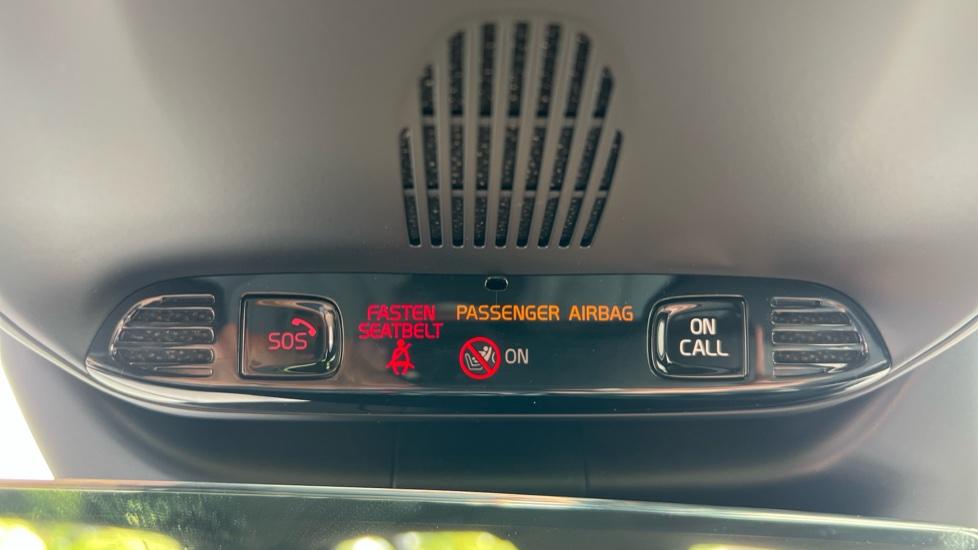 SOS
FASTEN
SEATBELT
PASSENGER AIRBAG
ON
ON
CALL